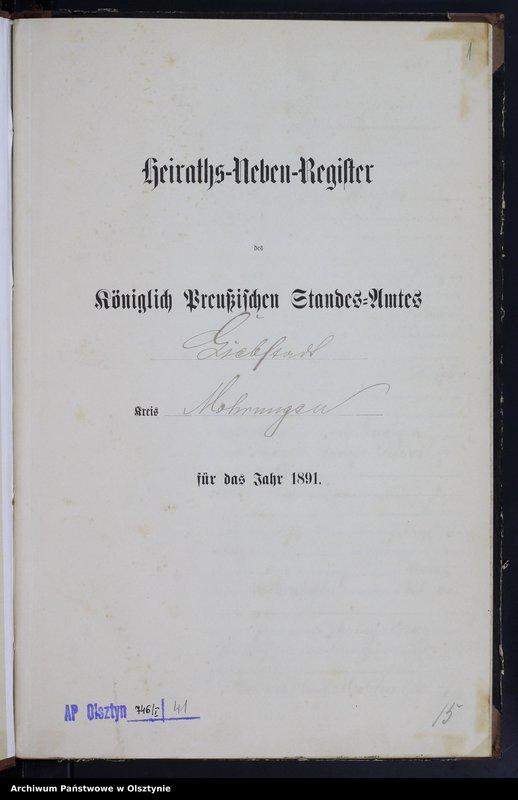 1
Heiraths-Neben-Register
des
Königlich Preußischen Standes-Amtes
Liebstadt
Kreis Mohrungen
für das Jahr 1891.
AP Olsztyn 746/I 41
15
Archiwum Państwowe w Olsztynie